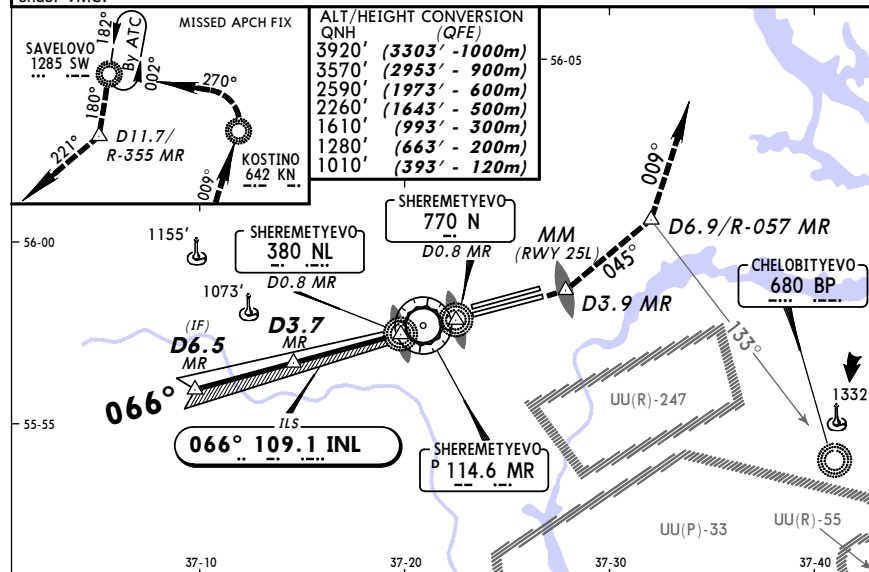 under VMC.
MISSED APCH FIX
SAVELOVO
1285 SW
182°
By ATC
002°
270°
180°
D11.7/
R-355 MR
221°
KOSTINO
642 KN
009°
ALT/HEIGHT CONVERSION
QNH (QFE)
3920' (3303' - 1000m)
3570' (2953' - 900m)
2590' (1973' - 600m)
2260' (1643' - 500m)
1610' (993' - 300m)
1280' (663' - 200m)
1010' (393' - 120m)
56-05
009°
SHEREMETYEVO
770 N
D0.8 MR
MM
(RWY 25L)
D6.9/R-057 MR
045°
56-00
1155'
SHEREMETYEVO
380 NL
D0.8 MR
CHELOBITYEVO
680 BP
1073'
D3.9 MR
(IF)
D6.5
MR
D3.7
MR
133°
066°
1332
UU(R)-247
55-55
ILS
066° 109.1 INL
SHEREMETYEVO
D 114.6 MR
UU(P)-33
UU(R)-55
37-10
37-20
37-30
37-40